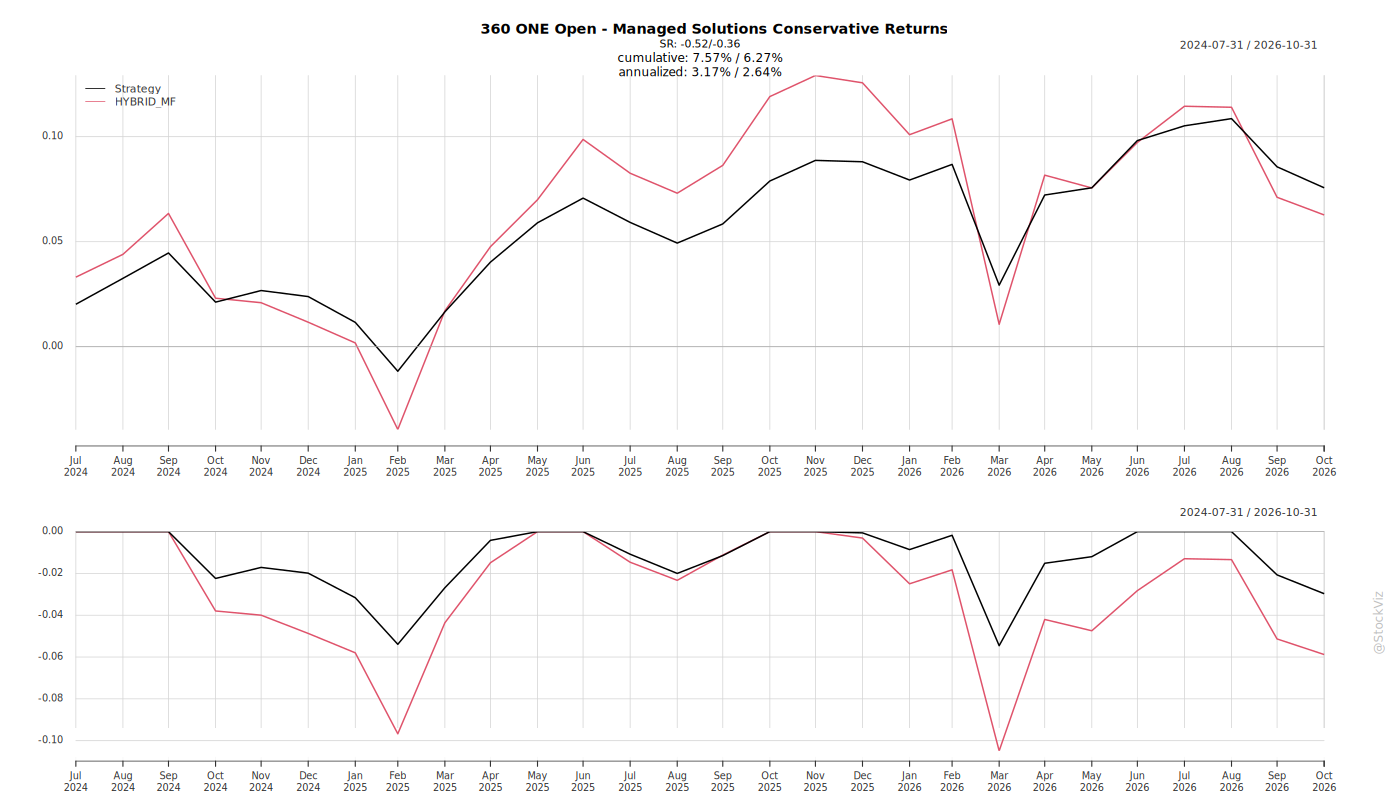 360 ONE Open - Managed Solutions Conservative Returns
SR: -0.52/-0.36
cumulative: 7.57% / 6.27%
annualized: 3.17% / 2.64%
2024-07-31 / 2026-10-31
Strategy
HYBRID_MF
0.10
0.05
0.00
Jul Aug Sep Oct Nov Dec Jan Feb Mar Apr May Jun Jul Aug Sep Oct Nov Dec Jan Feb Mar Apr May Jun Jul Aug Sep Oct
2024 2024 2024 2024 2024 2024 2025 2025 2025 2025 2025 2025 2025 2025 2025 2025 2025 2025 2026 2026 2026 2026 2026 2026 2026 2026 2026 2026
2024-07-31 / 2026-10-31
0.00
-0.02
-0.04
-0.06
-0.08
-0.10
Jul Aug Sep Oct Nov Dec Jan Feb Mar Apr May Jun Jul Aug Sep Oct Nov Dec Jan Feb Mar Apr May Jun Jul Aug Sep Oct
2024 2024 2024 2024 2024 2024 2025 2025 2025 2025 2025 2025 2025 2025 2025 2025 2025 2025 2026 2026 2026 2026 2026 2026 2026 2026 2026 2026
@StockViz